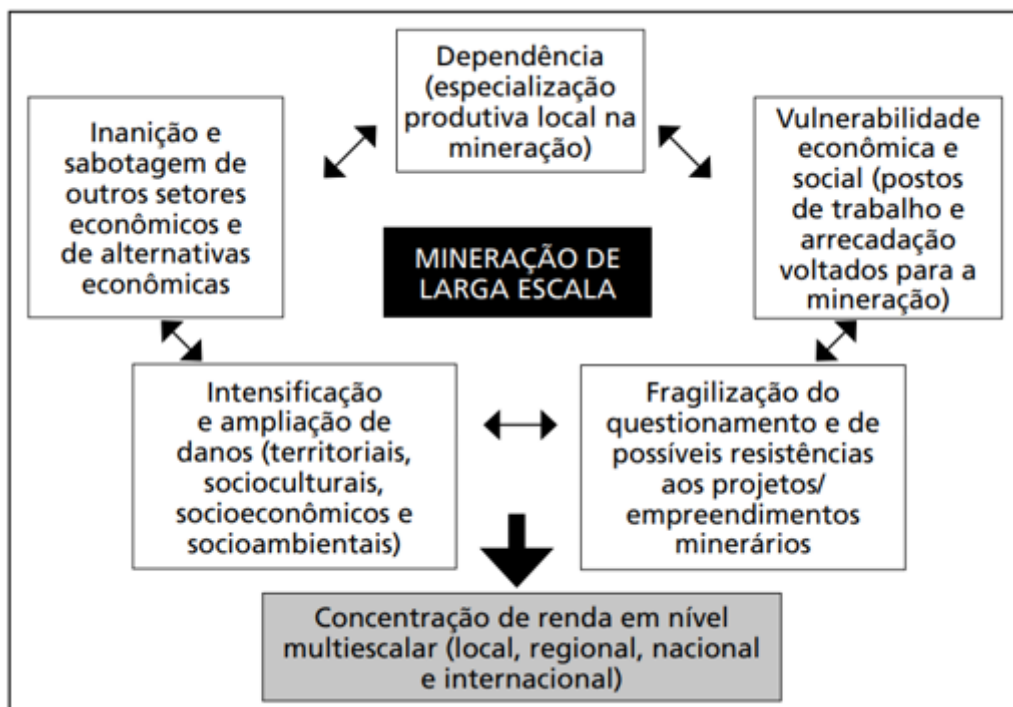 Dependência
(especialização
produtiva local na
mineração)
Inanição e
sabotagem de
outros setores
econômicos e
de alternativas
econômicas
Vulnerabilidade
econômica e
social (postos
de trabalho e
arrecadação
voltados para a
mineração)
MINERAÇÃO DE
LARGA ESCALA
Intensificação
e ampliação de
danos (territoriais,
socioculturais,
socioeconômicos e
socioambientais)
Fragilização do
questionamento e de
possíveis resistências
aos projetos/
empreendimentos
minerários
Concentração de renda em nível
multiescalar (local, regional, nacional
e internacional)